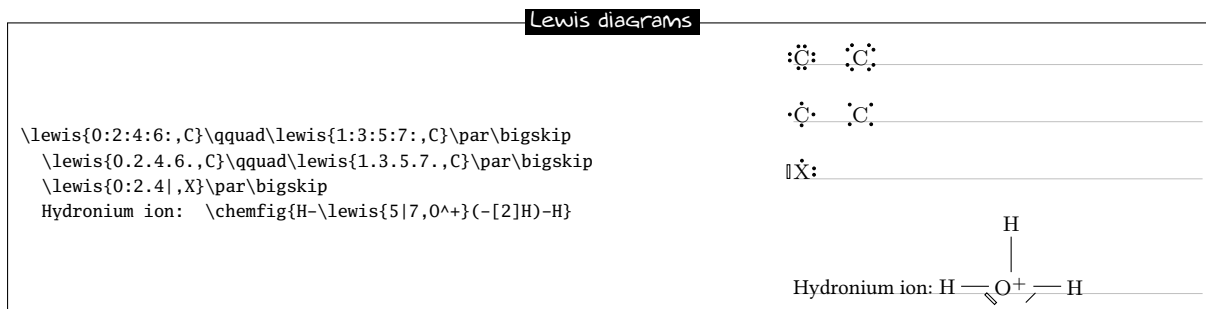 Lewis diagrams
\lewis{0:2:4:6:,C}\qquad\lewis{1:3:5:7:,C}\par\bigskip
\lewis{0.2.4.6.,C}\qquad\lewis{1.3.5.7.,C}\par\bigskip
\lewis{0:2.4|,X}\par\bigskip
Hydronium ion: \chemfig{H-\lewis{5|7,O^+}(-[2]H)-H}
C C
C C
X
H
Hydronium ion: H O+ H